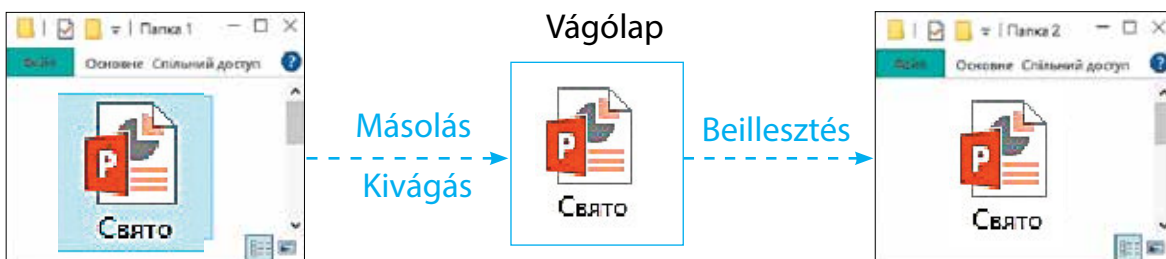 Папка 1
Файл Основне Спільний доступ
Свято
Másolás
Kivágás
Vágólap
Свято
Beillesztés
Папка 2
Файл Основне Спільний доступ
Свято